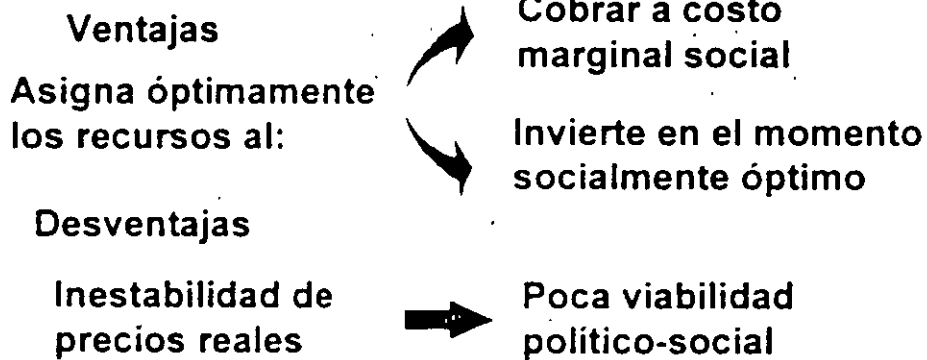 Ventajas
Asigna óptimamente
los recursos al:
Cobrar a costo
marginal social
Invierte en el momento
socialmente óptimo
Desventajas
Inestabilidad de
precios reales
Poca viabilidad
político-social